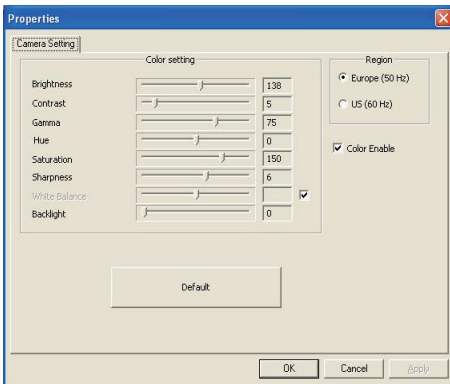 Properties
Camera Setting
Color setting
Brightness 138
Contrast 5
Gamma 75
Hue 0
Saturation 150
Sharpness 6
White Balance
Backlight 0
Region
Europe (50 Hz)
US (60 Hz)
Color Enable
Default
OK Cancel Apply